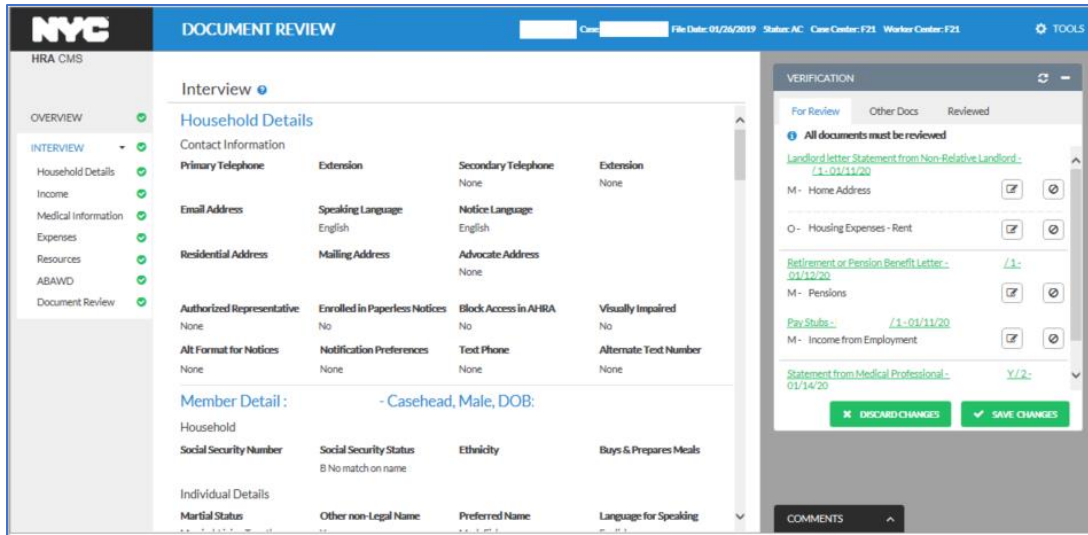 NYC
DOCUMENT REVIEW
Case:
File Date: 01/26/2019 Status: AC Case Center: F21 Worker Center: F21
TOOLS
HRA CMS
OVERVIEW
INTERVIEW
Household Details
Income
Medical Information
Expenses
Resources
ABAWD
Document Review
Interview
Household Details
Contact Information
Primary Telephone Extension Secondary Telephone Extension
None None
Email Address Speaking Language Notice Language
English English
Residential Address Mailing Address Advocate Address
None
Authorized Representative Enrolled in Paperless Notices Block Access in AHRA Visually Impaired
None No No No
Alt Format for Notices Notification Preferences Text Phone Alternate Text Number
None None None None
Member Detail : - Casehead, Male, DOB:
Household
Social Security Number Social Security Status Ethnicity Buys & Prepares Meals
B No match on name
Individual Details
Martial Status Other non-Legal Name Preferred Name Language for Speaking
VERIFICATION
For Review Other Docs Reviewed
All documents must be reviewed
Landlord letter Statement from Non-Relative Landlord -
/ 1 - 01/11/20
M - Home Address
O - Housing Expenses - Rent
Retirement or Pension Benefit Letter - / 1 -
01/12/20
M - Pensions
Pay Stubs - / 1 - 01/11/20
M - Income from Employment
Statement from Medical Professional - Y / 2 -
01/14/20
DISCARD CHANGES SAVE CHANGES
COMMENTS